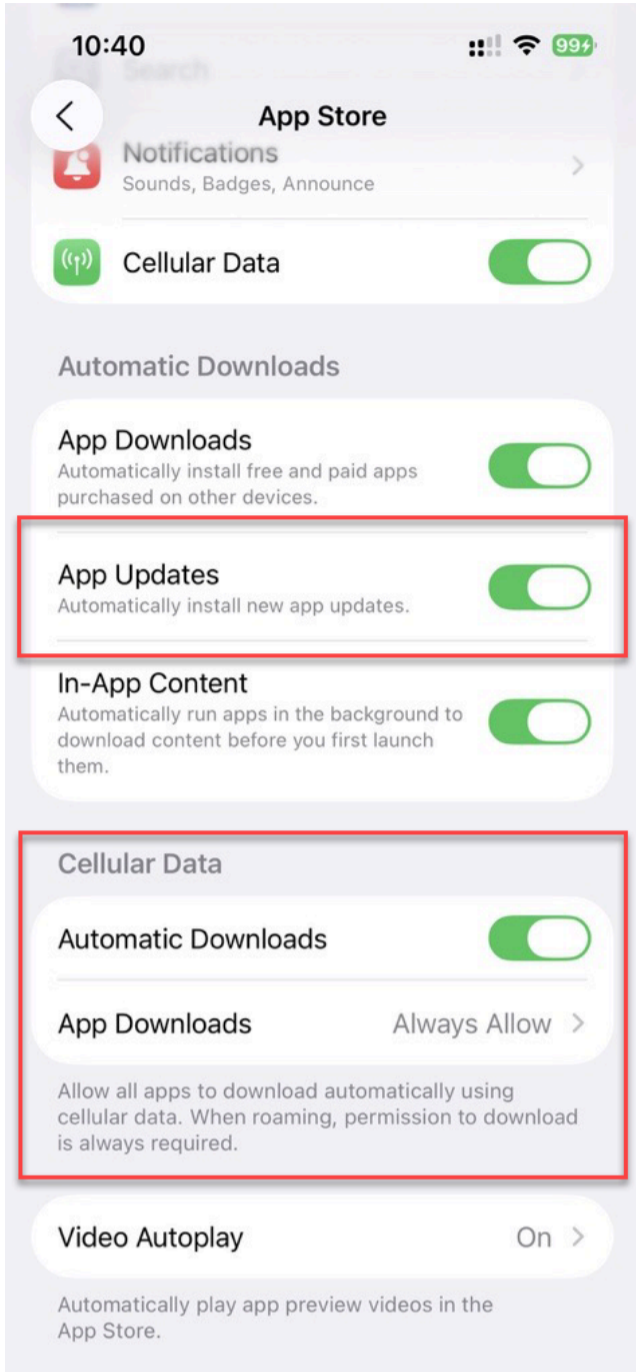 10:40
99
Search
App Store
Notifications
Sounds, Badges, Announce
Cellular Data
Automatic Downloads
App Downloads
Automatically install free and paid apps
purchased on other devices.
App Updates
Automatically install new app updates.
In-App Content
Automatically run apps in the background to
download content before you first launch
them.
Cellular Data
Automatic Downloads
App Downloads Always Allow
Allow all apps to download automatically using
cellular data. When roaming, permission to download
is always required.
Video Autoplay On
Automatically play app preview videos in the
App Store.